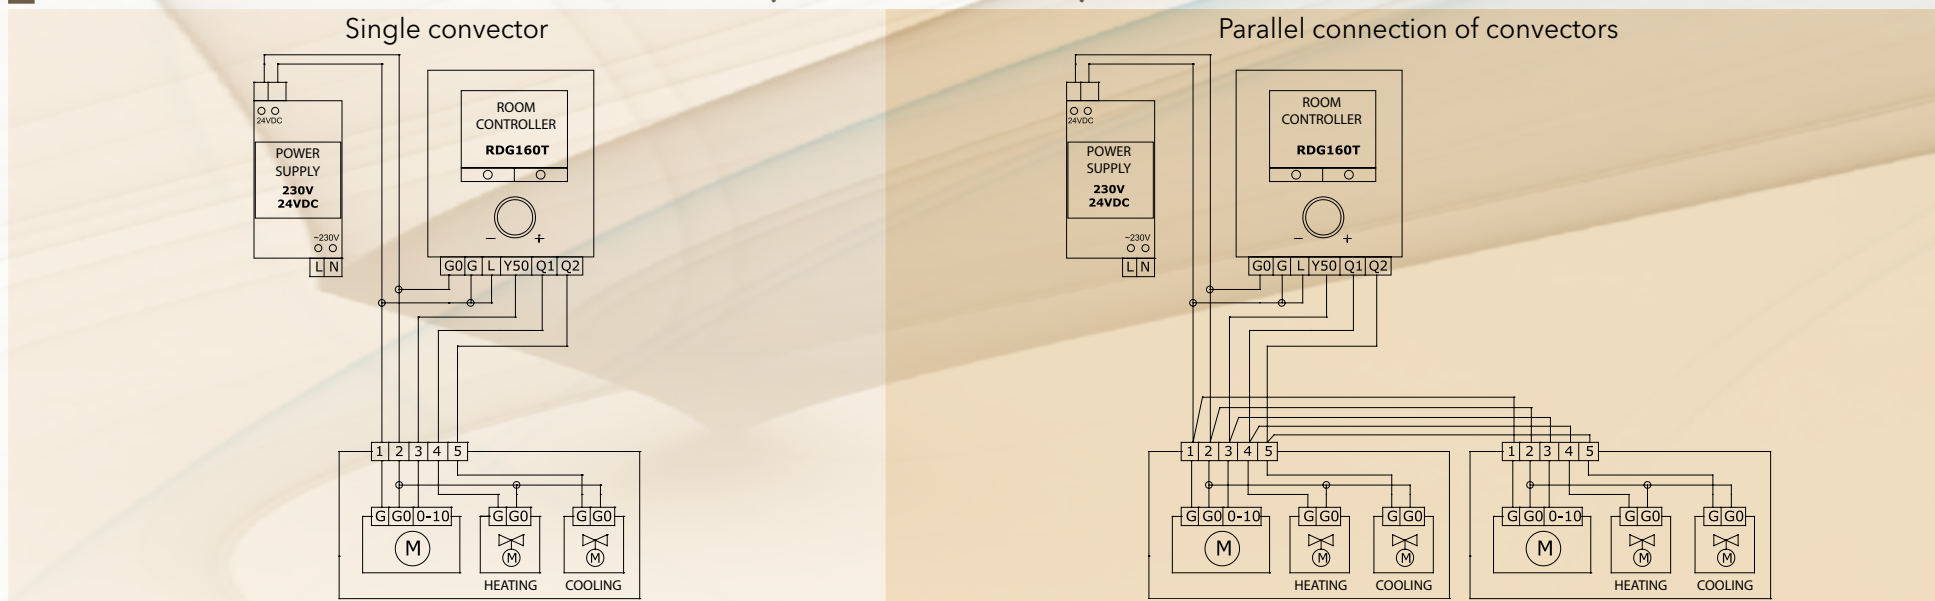 Single convector
24VDC
POWER
SUPPLY
230V
24VDC
~230V
L N
ROOM
CONTROLLER
RDG160T
− +
G0 G L Y50 Q1 Q2
1 2 3 4 5
G G0 0-10 G G0 G G0
M M M
HEATING COOLING
Parallel connection of convectors
24VDC
POWER
SUPPLY
230V
24VDC
~230V
L N
ROOM
CONTROLLER
RDG160T
− +
G0 G L Y50 Q1 Q2
1 2 3 4 5
G G0 0-10 G G0 G G0
M M M
HEATING COOLING
1 2 3 4 5
G G0 0-10 G G0 G G0
M M M
HEATING COOLING